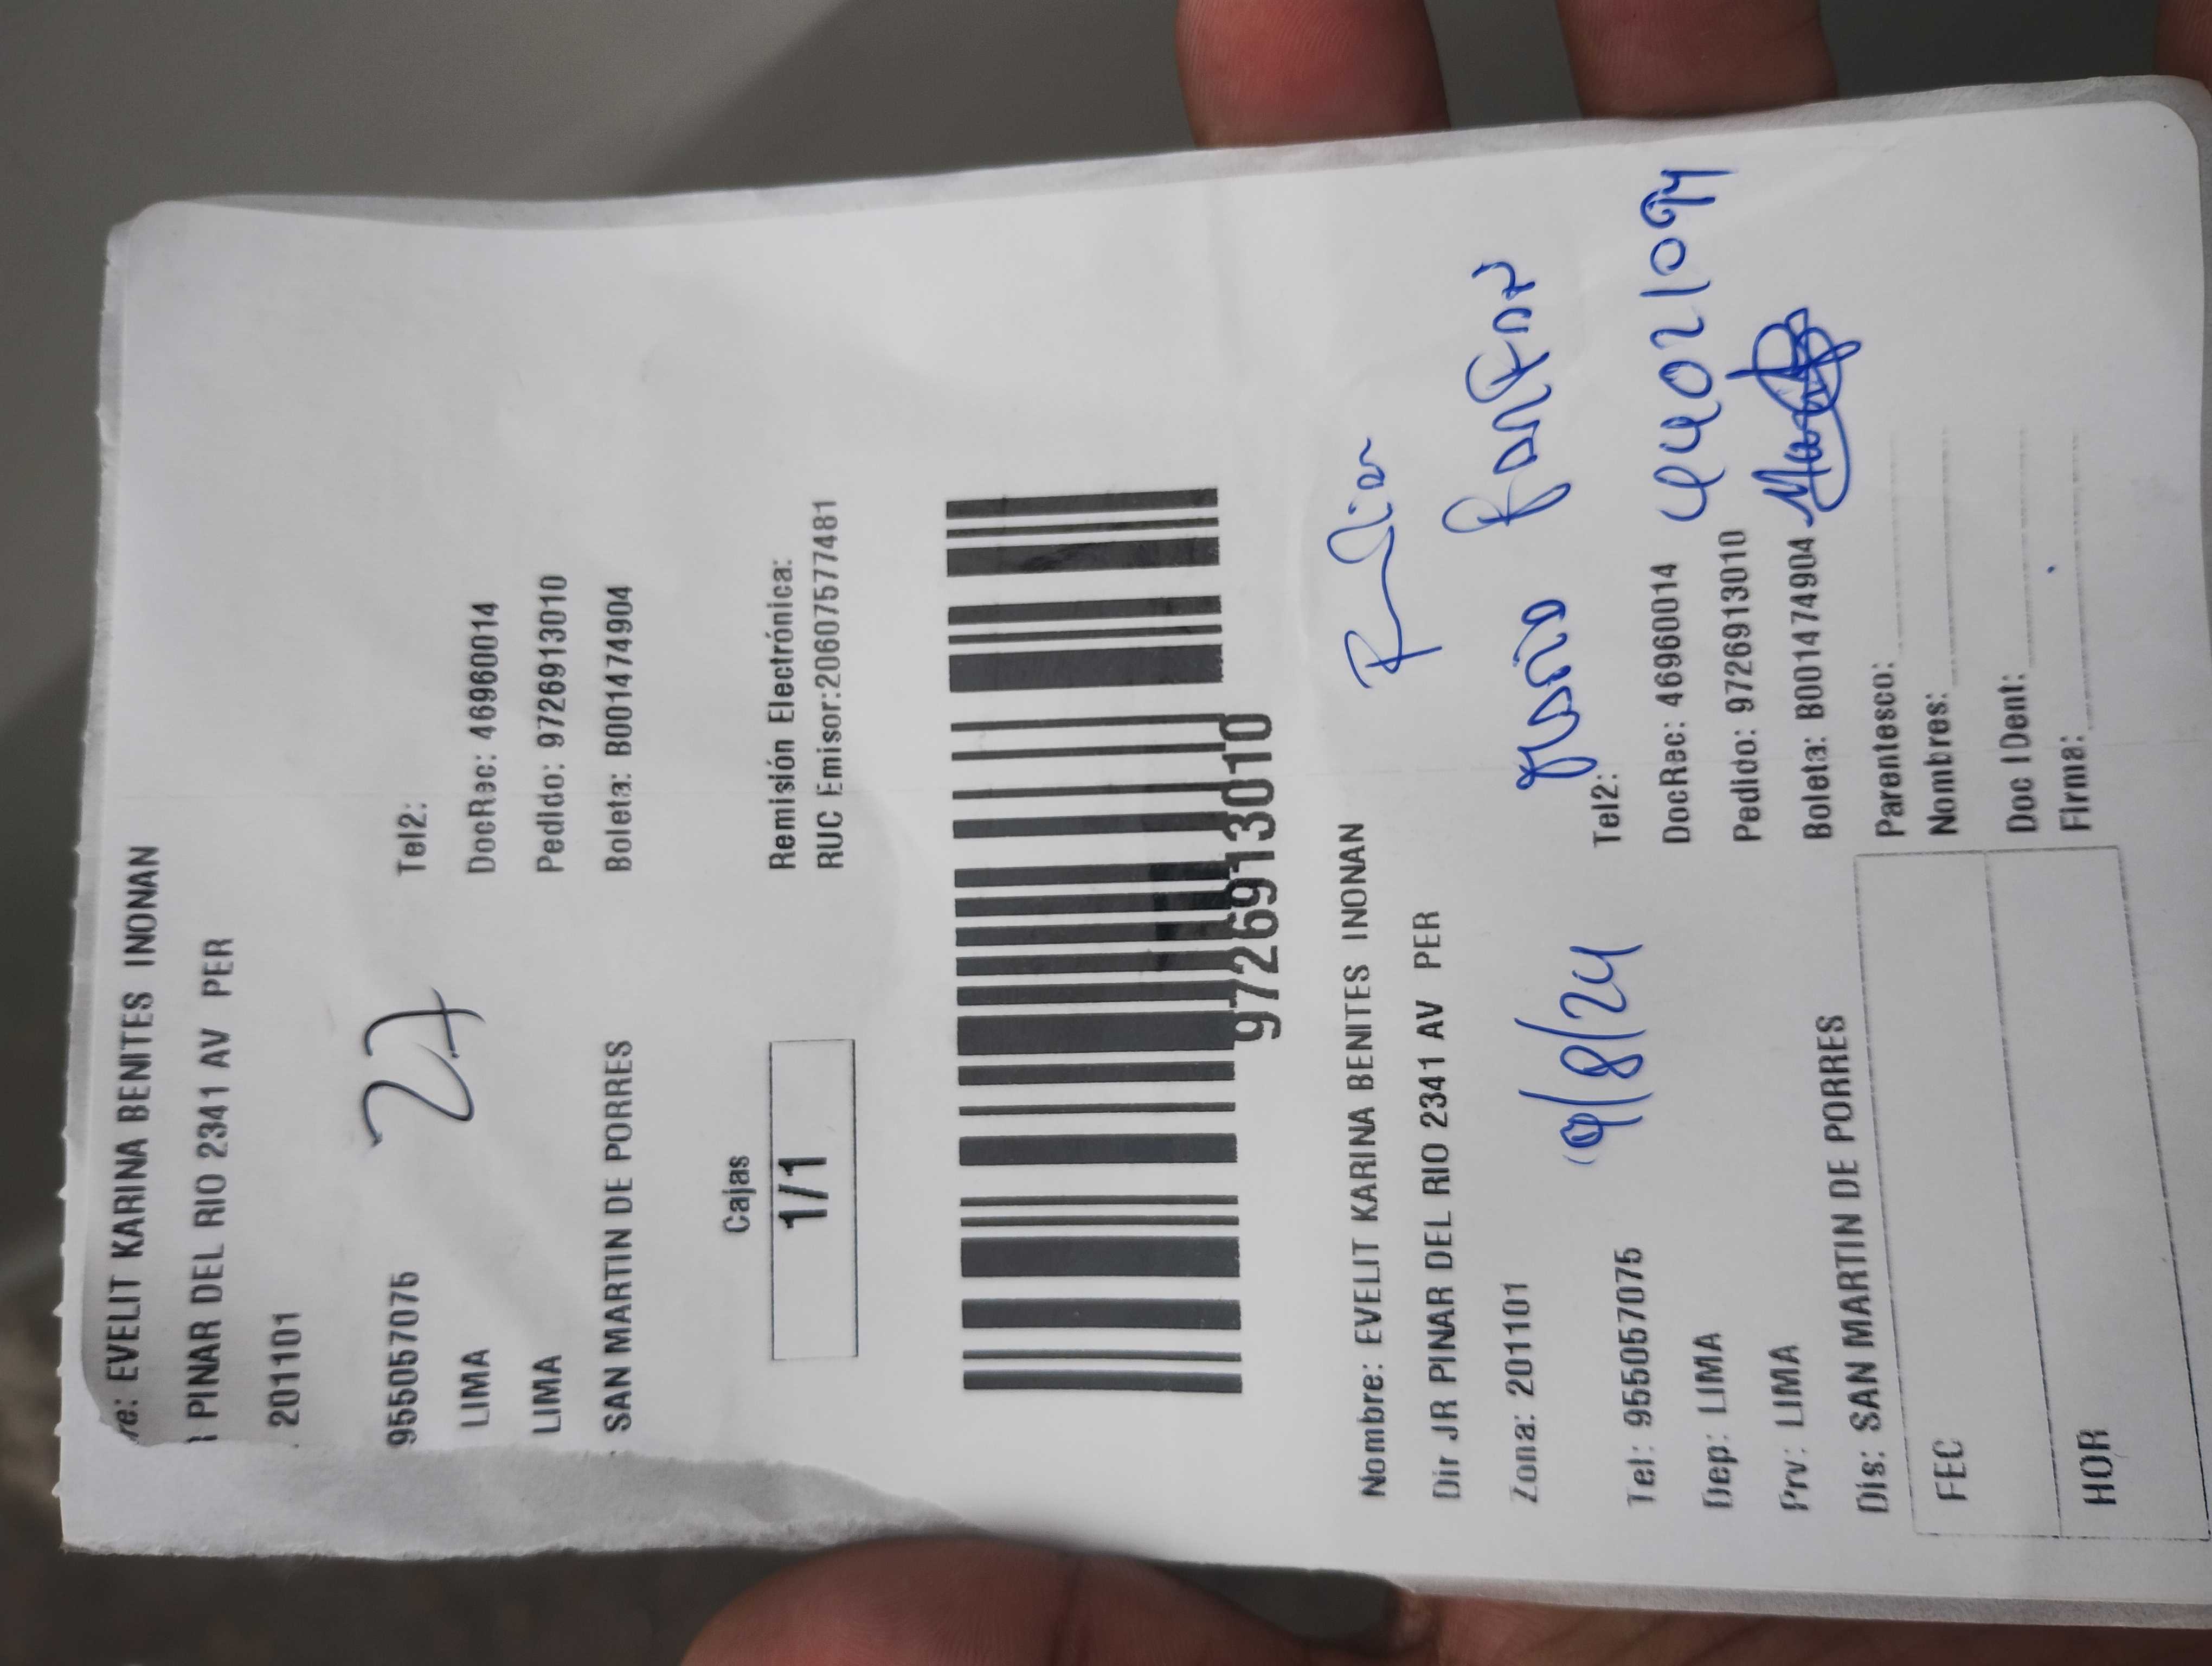 re: EVELIT KARINA BENITES INONAN
PINAR DEL RIO 2341 AV PER
201101
27
955057075 Tel2:
LIMA DocRec: 46960014
LIMA Pedido: 9726913010
SAN MARTIN DE PORRES Boleta: B001474904
Cajas
1/1
Remisión Electrónica:
RUC Emisor:20607577481
9726913010
Nombre: EVELIT KARINA BENITES INONAN
Dir JR PINAR DEL RIO 2341 AV PER
Zona: 201101
9/8/24
Tel: 955057075 Tel2:
Dep: LIMA DocRec: 46960014
44021094
Prv: LIMA Pedido: 9726913010
Dis: SAN MARTIN DE PORRES Boleta: B001474904
FEC
HOR
Parentesco:
Nombres:
Doc IDent:
Firma: